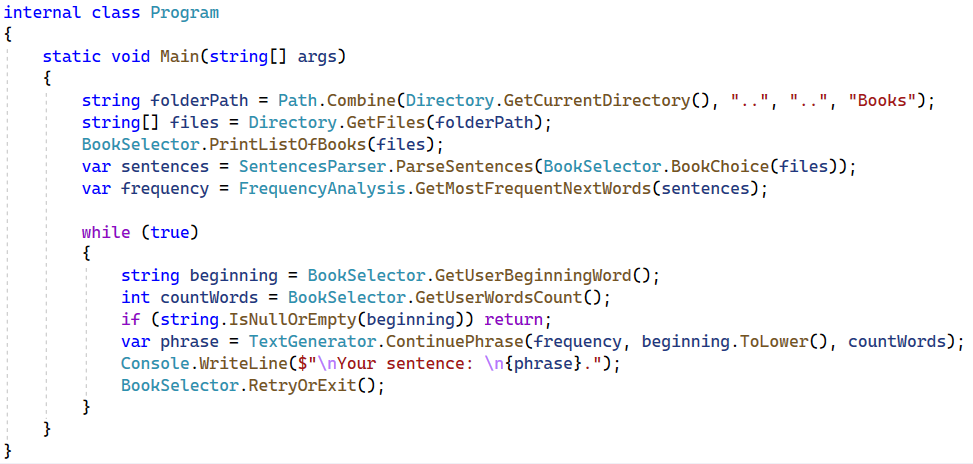 internal class Program
{
    static void Main(string[] args)
    {
        string folderPath = Path.Combine(Directory.GetCurrentDirectory(), "..", "..", "Books");
        string[] files = Directory.GetFiles(folderPath);
        BookSelector.PrintListOfBooks(files);
        var sentences = SentencesParser.ParseSentences(BookSelector.BookChoice(files));
        var frequency = FrequencyAnalysis.GetMostFrequentNextWords(sentences);

        while (true)
        {
            string beginning = BookSelector.GetUserBeginningWord();
            int countWords = BookSelector.GetUserWordsCount();
            if (string.IsNullOrEmpty(beginning)) return;
            var phrase = TextGenerator.ContinuePhrase(frequency, beginning.ToLower(), countWords);
            Console.WriteLine($"\nYour sentence: \n{phrase}.");
            BookSelector.RetryOrExit();
        }
    }
}